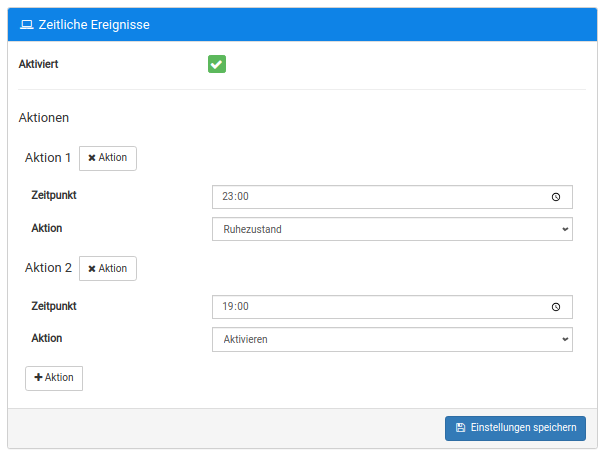 Zeitliche Ereignisse
Aktiviert
Aktionen
Aktion 1 ✖ Aktion
Zeitpunkt 23:00
Aktion Ruhezustand
Aktion 2 ✖ Aktion
Zeitpunkt 19:00
Aktion Aktivieren
+ Aktion
Einstellungen speichern